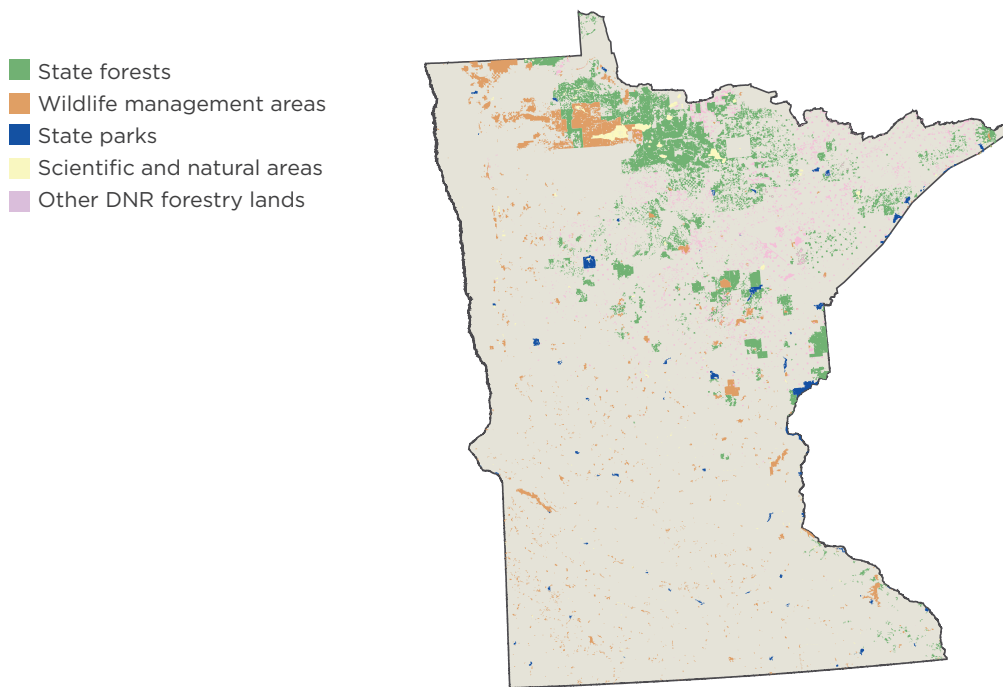 State forests
Wildlife management areas
State parks
Scientific and natural areas
Other DNR forestry lands